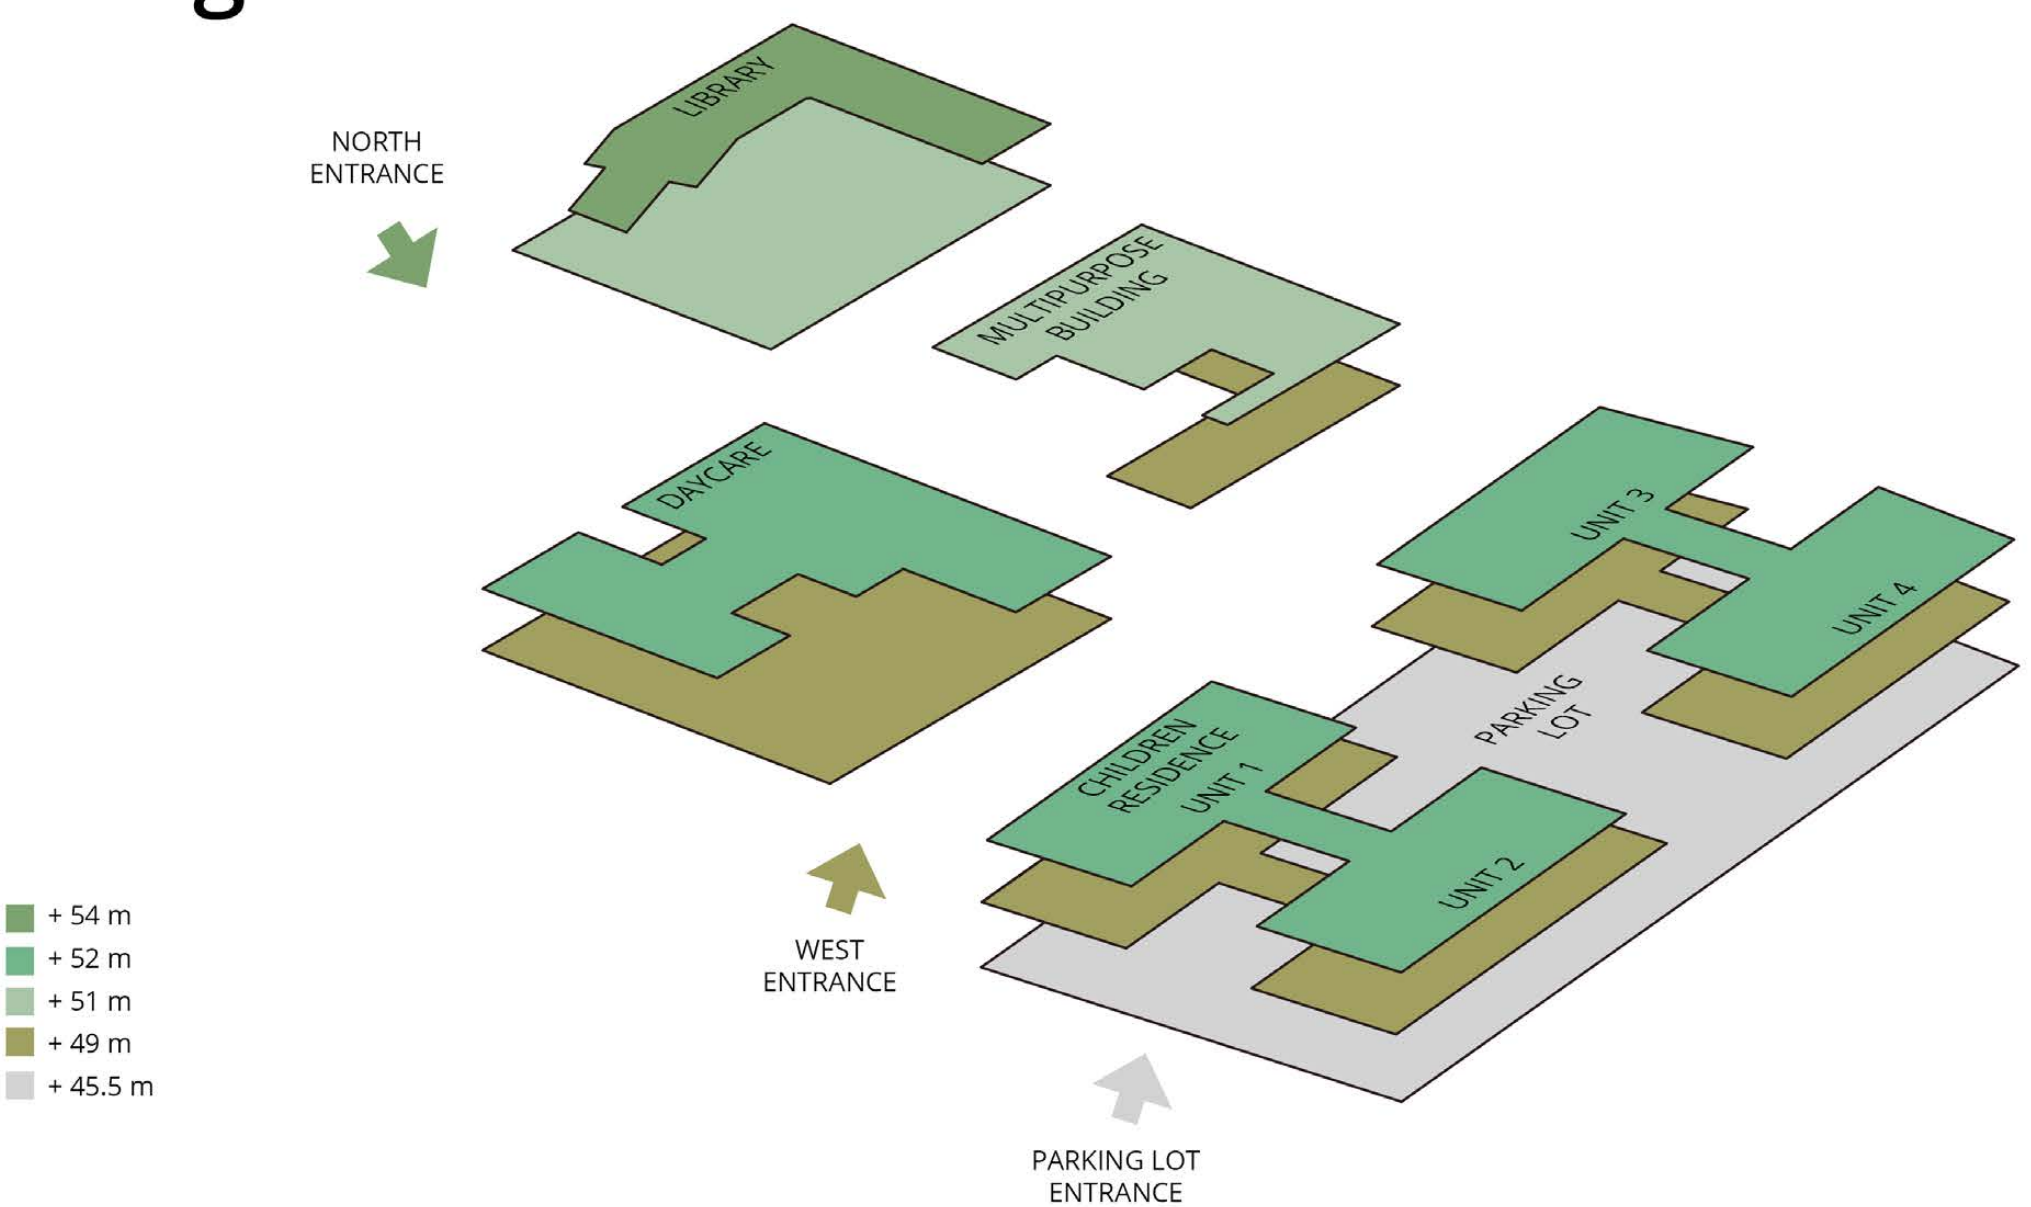 LIBRARY
NORTH
ENTRANCE
MULTIPURPOSE
BUILDING
DAYCARE
UNIT 3
UNIT 4
PARKING
LOT
CHILDREN
RESIDENCE
UNIT 1
UNIT 2
WEST
ENTRANCE
+ 54 m
+ 52 m
+ 51 m
+ 49 m
+ 45.5 m
PARKING LOT
ENTRANCE